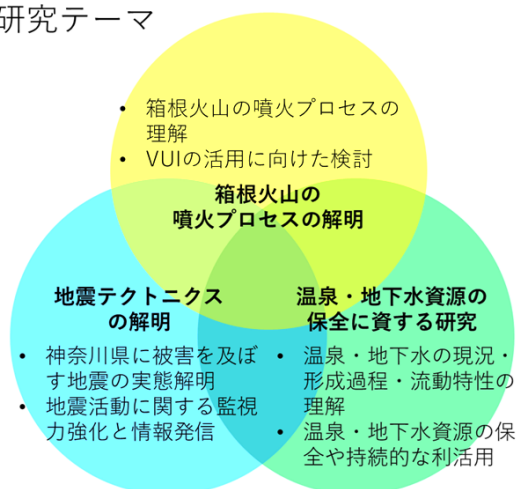 研究テーマ
• 箱根火山の噴火プロセスの
理解
• VUIの活用に向けた検討
箱根火山の
噴火プロセスの解明
地震テクトニクス
の解明
• 神奈川県に被害を及ぼ
す地震の実態解明
• 地震活動に関する監視
力強化と情報発信
温泉・地下水資源の
保全に資する研究
• 温泉・地下水の現況・
形成過程・流動特性の
理解
• 温泉・地下水資源の保
全や持続的な利活用